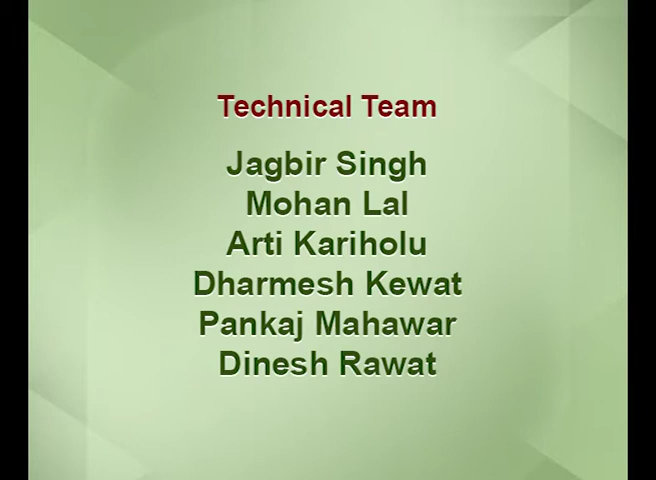 Technical Team
Jagbir Singh
Mohan Lal
Arti Kariholu
Dharmesh Kewat
Pankaj Mahawar
Dinesh Rawat